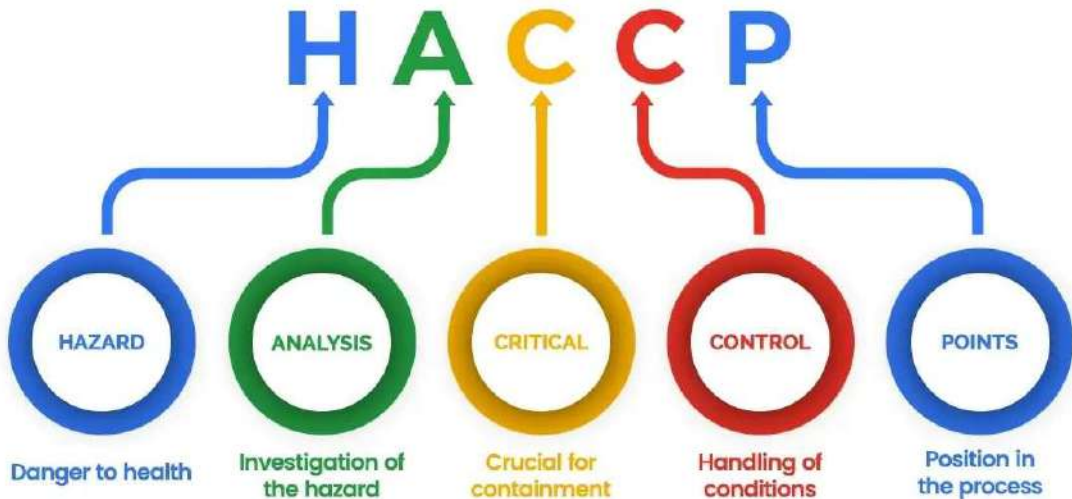 HACCP
HAZARD
ANALYSIS
CRITICAL
CONTROL
POINTS
Danger to health
Investigation of
the hazard
Crucial for
containment
Handling of
conditions
Position in
the process